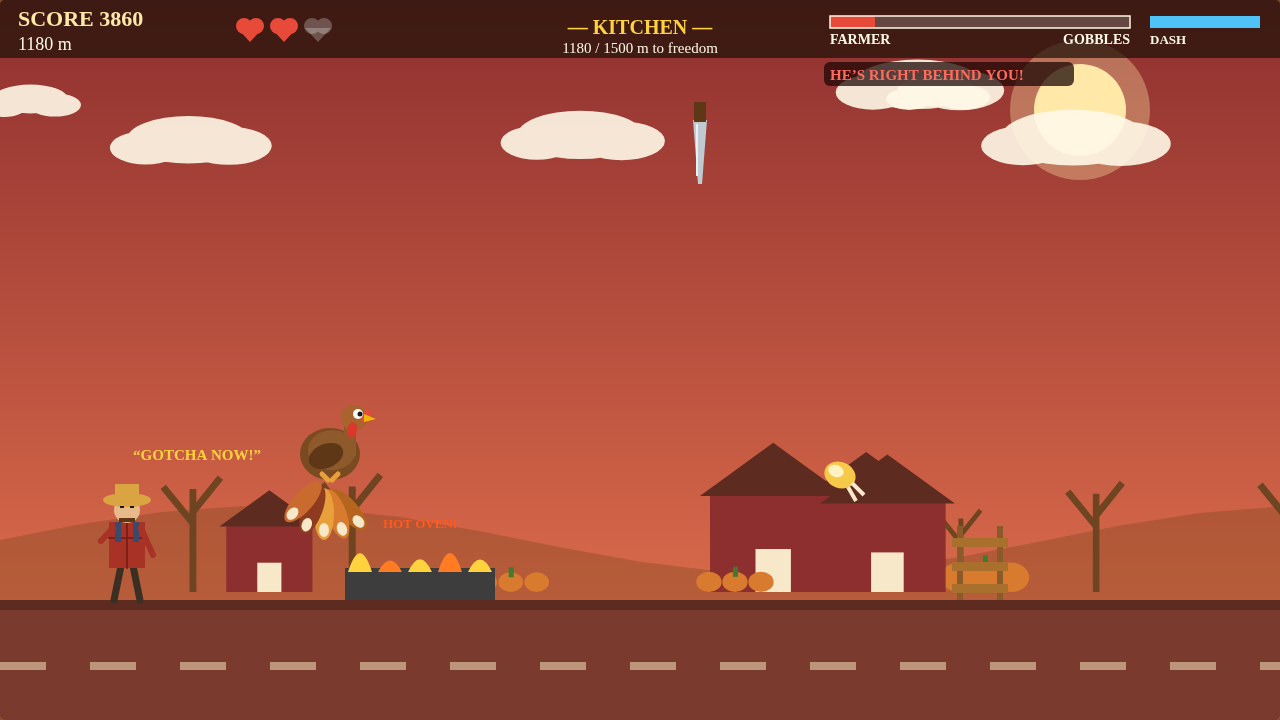 SCORE 3860
1180 m
— KITCHEN —
1180 / 1500 m to freedom
FARMER
GOBBLES
DASH
HE'S RIGHT BEHIND YOU!
“GOTCHA NOW!”
HOT OVEN!